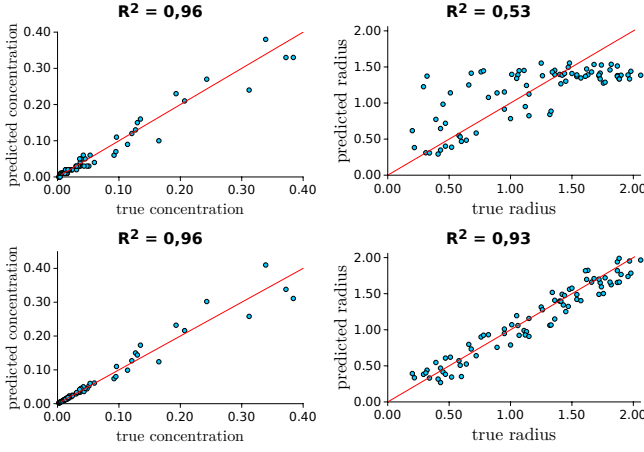 R² = 0,96
predicted concentration
0.40
0.30
0.20
0.10
0.00
0.00 0.10 0.20 0.30 0.40
true concentration
R² = 0,53
predicted radius
2.00
1.50
1.00
0.50
0.00
0.00 0.50 1.00 1.50 2.00
true radius
R² = 0,96
predicted concentration
0.40
0.30
0.20
0.10
0.00
0.00 0.10 0.20 0.30 0.40
true concentration
R² = 0,93
predicted radius
2.00
1.50
1.00
0.50
0.00
0.00 0.50 1.00 1.50 2.00
true radius